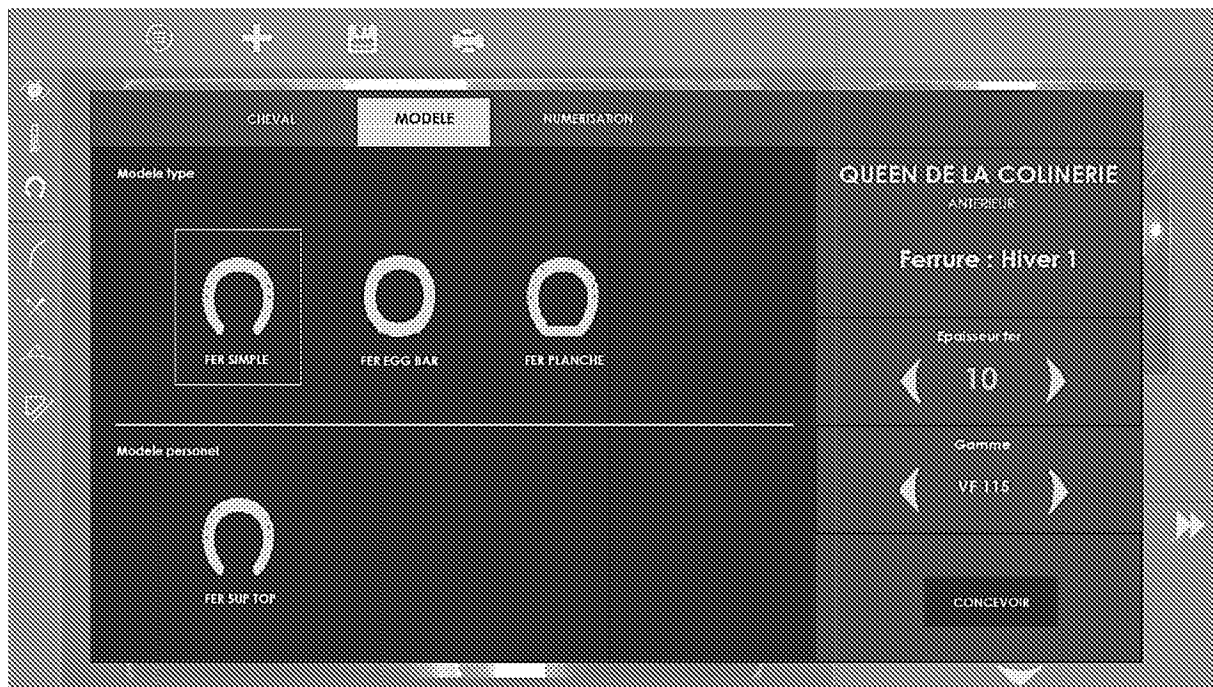 CHEVAL MODELE NUMERISATION
Modele type
FER SIMPLE FER EGG BAR FER PLANCHE
Modele personel
FER SUP TOP
QUEEN DE LA COLINERIE
ANTERIEUR
Ferrure : Hiver 1
Epaisseur fer
10
Gamme
VF 115
CONCEVOIR